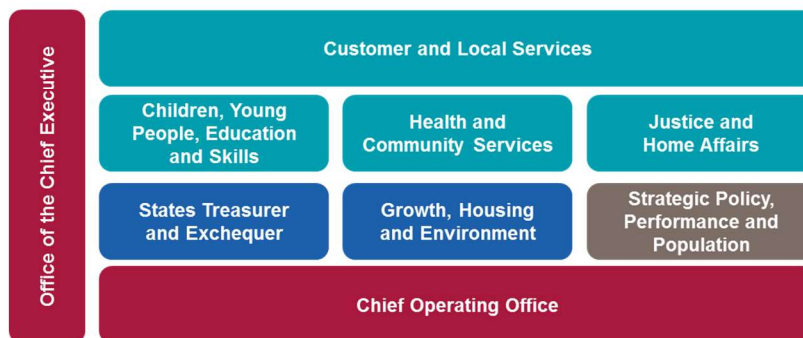 Office of the Chief Executive
Customer and Local Services
Children, Young
People, Education
and Skills
Health and
Community Services
Justice and
Home Affairs
States Treasurer
and Exchequer
Growth, Housing
and Environment
Strategic Policy,
Performance and
Population
Chief Operating Office